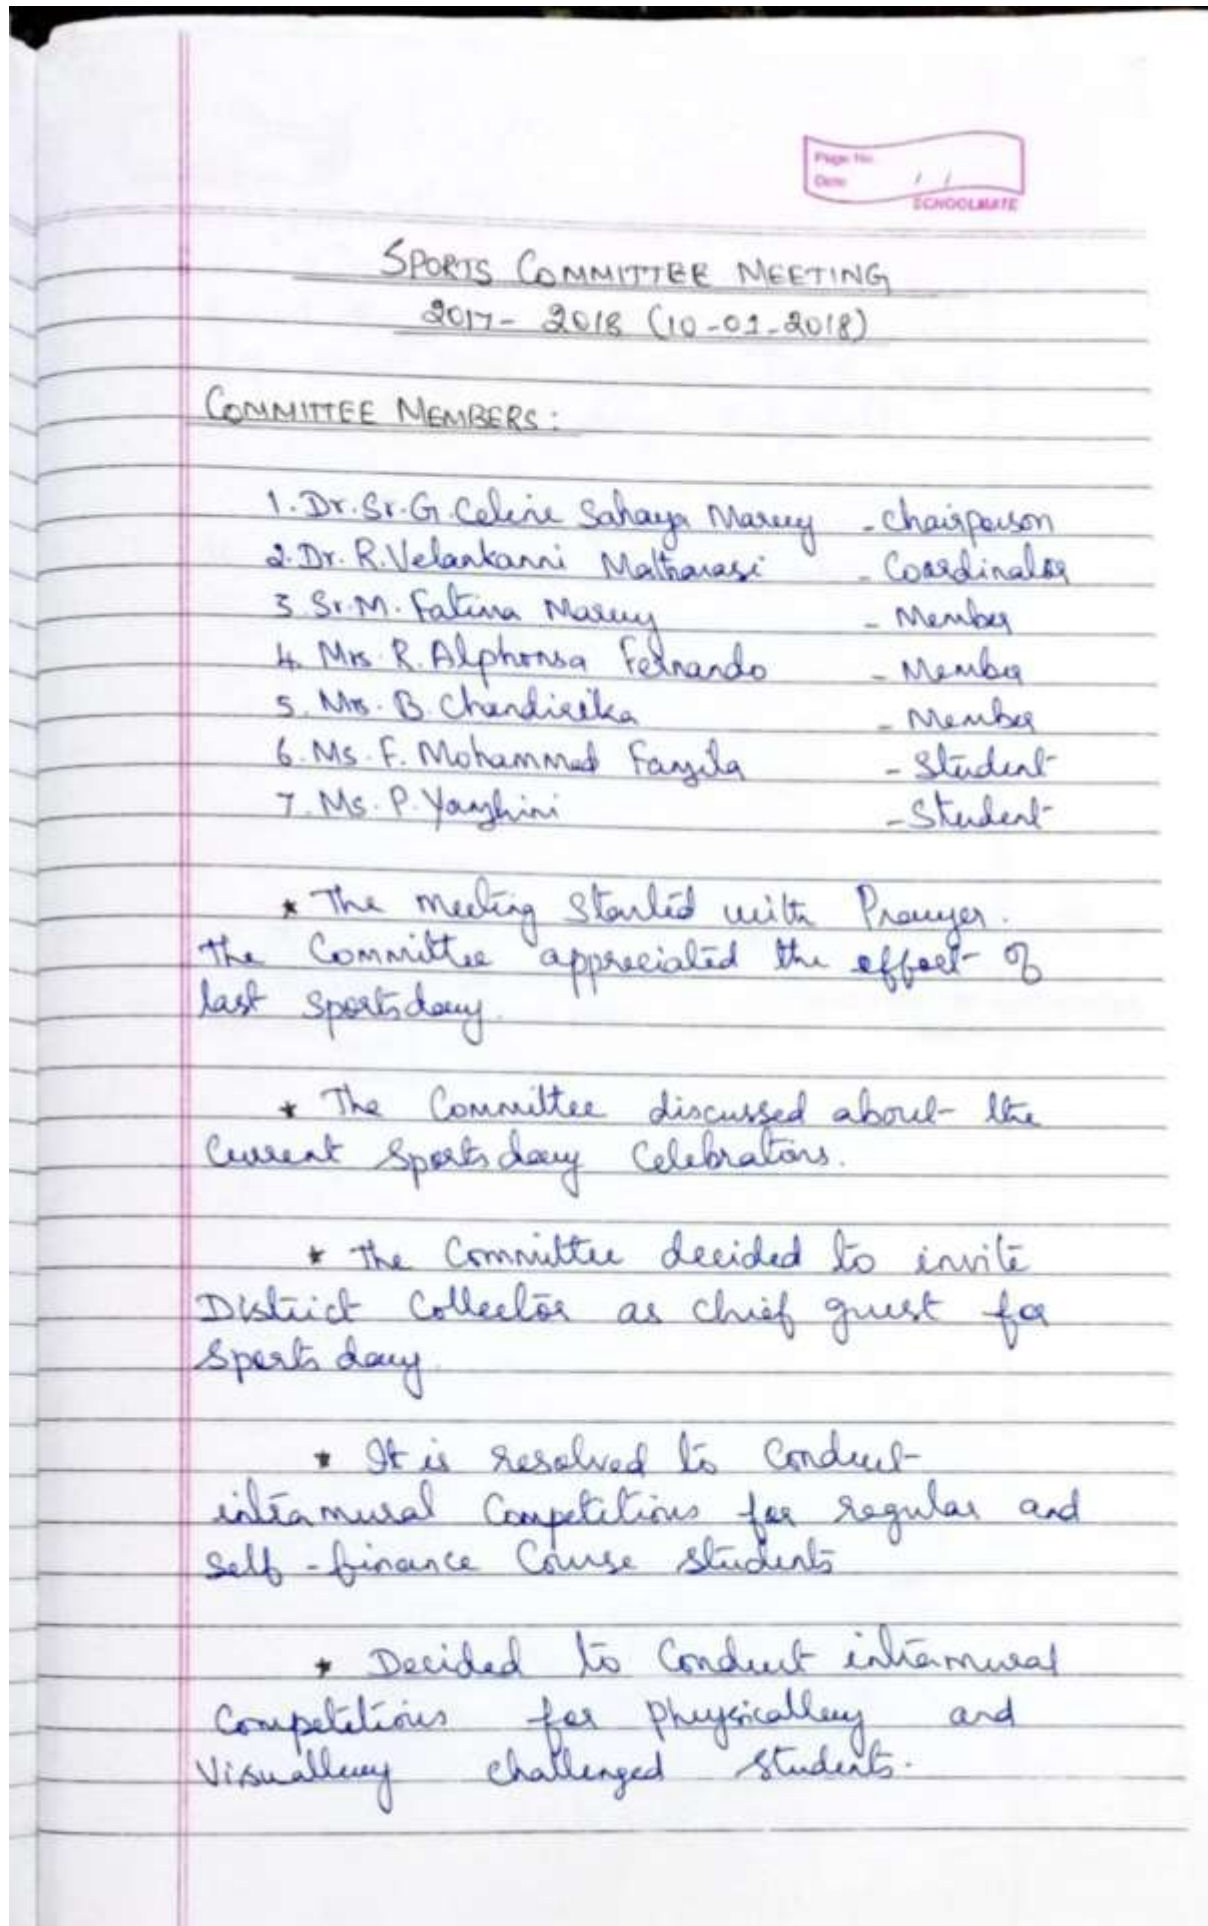 Page No.
Date / /
SCHOOLMATE
SPORTS COMMITTEE MEETING
2017- 2018 (10-01-2018)
COMMITTEE MEMBERS:
1. Dr. Sr. G. Celine Sahaya Mary - Chairperson
2. Dr. R. Velankanni Matharasi - Coordinator
3. Sr. M. Fatima Mary - Member
4. Mrs. R. Alphonsa Fernando - Member
5. Mrs. B. Chandirika - Member
6. Ms. F. Mohammed Fazila - Student
7. Ms. P. Yazhini - Student
* The meeting started with Prayer.
The Committee appreciated the effort of
last sportsday.
* The Committee discussed about the
Current Sports day Celebrations.
* The Committee decided to invite
District Collector as chief guest for
Sports day.
* It is resolved to Conduct
intramural Competitions for regular and
self-finance Course students
* Decided to Conduct intramural
Competitions for physically and
Visually challenged students.